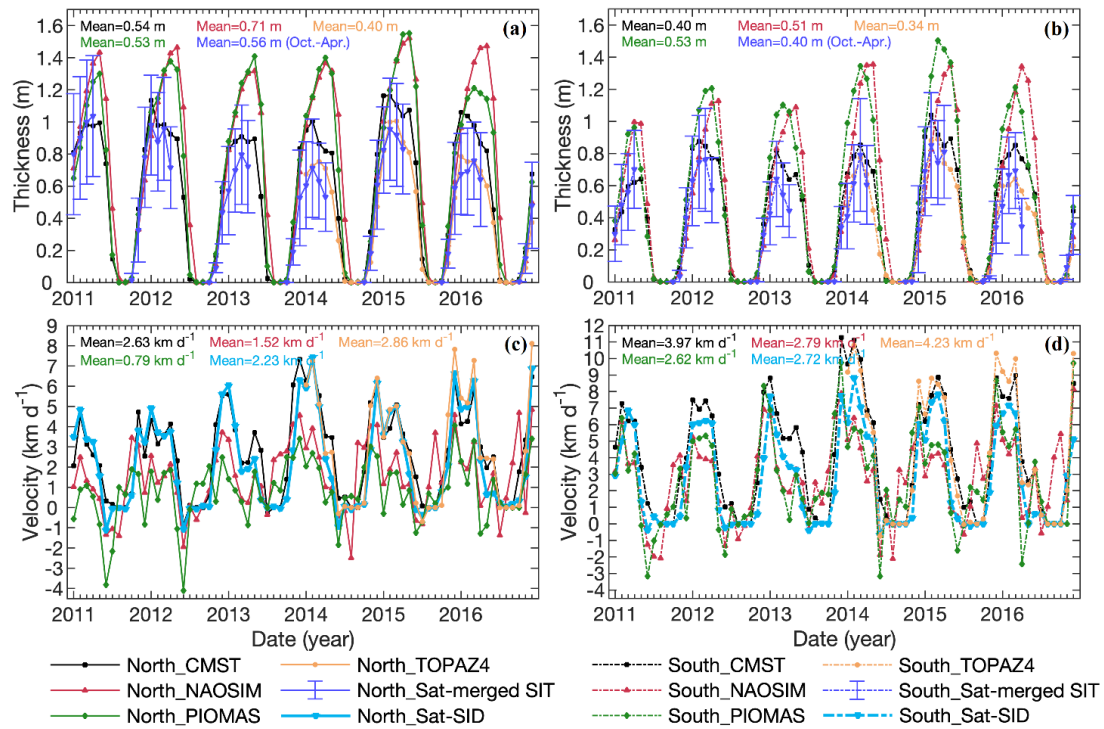 Mean=0.54 m Mean=0.71 m Mean=0.40 m (a)
Mean=0.53 m Mean=0.56 m (Oct.-Apr.)
1.6
1.4
1.2
1
0.8
0.6
0.4
0.2
0
Thickness (m)
2011 2012 2013 2014 2015 2016
Mean=0.40 m Mean=0.51 m Mean=0.34 m (b)
Mean=0.53 m Mean=0.40 m (Oct.-Apr.)
1.7
1.6
1.4
1.2
1
0.8
0.6
0.4
0.2
0
Thickness (m)
2011 2012 2013 2014 2015 2016
Mean=2.63 km d⁻¹ Mean=1.52 km d⁻¹ Mean=2.86 km d⁻¹ (c)
Mean=0.79 km d⁻¹ Mean=2.23 km d⁻¹
9
8
7
6
5
4
3
2
1
0
-1
-2
-3
-4
Velocity (km d⁻¹)
2011 2012 2013 2014 2015 2016
Date (year)
Mean=3.97 km d⁻¹ Mean=2.79 km d⁻¹ Mean=4.23 km d⁻¹ (d)
Mean=2.62 km d⁻¹ Mean=2.72 km d⁻¹
12
11
10
9
8
7
6
5
4
3
2
1
0
-1
-2
-3
-4
Velocity (km d⁻¹)
2011 2012 2013 2014 2015 2016
Date (year)
North_CMST North_TOPAZ4
North_NAOSIM North_Sat-merged SIT
North_PIOMAS North_Sat-SID
South_CMST South_TOPAZ4
South_NAOSIM South_Sat-merged SIT
South_PIOMAS South_Sat-SID